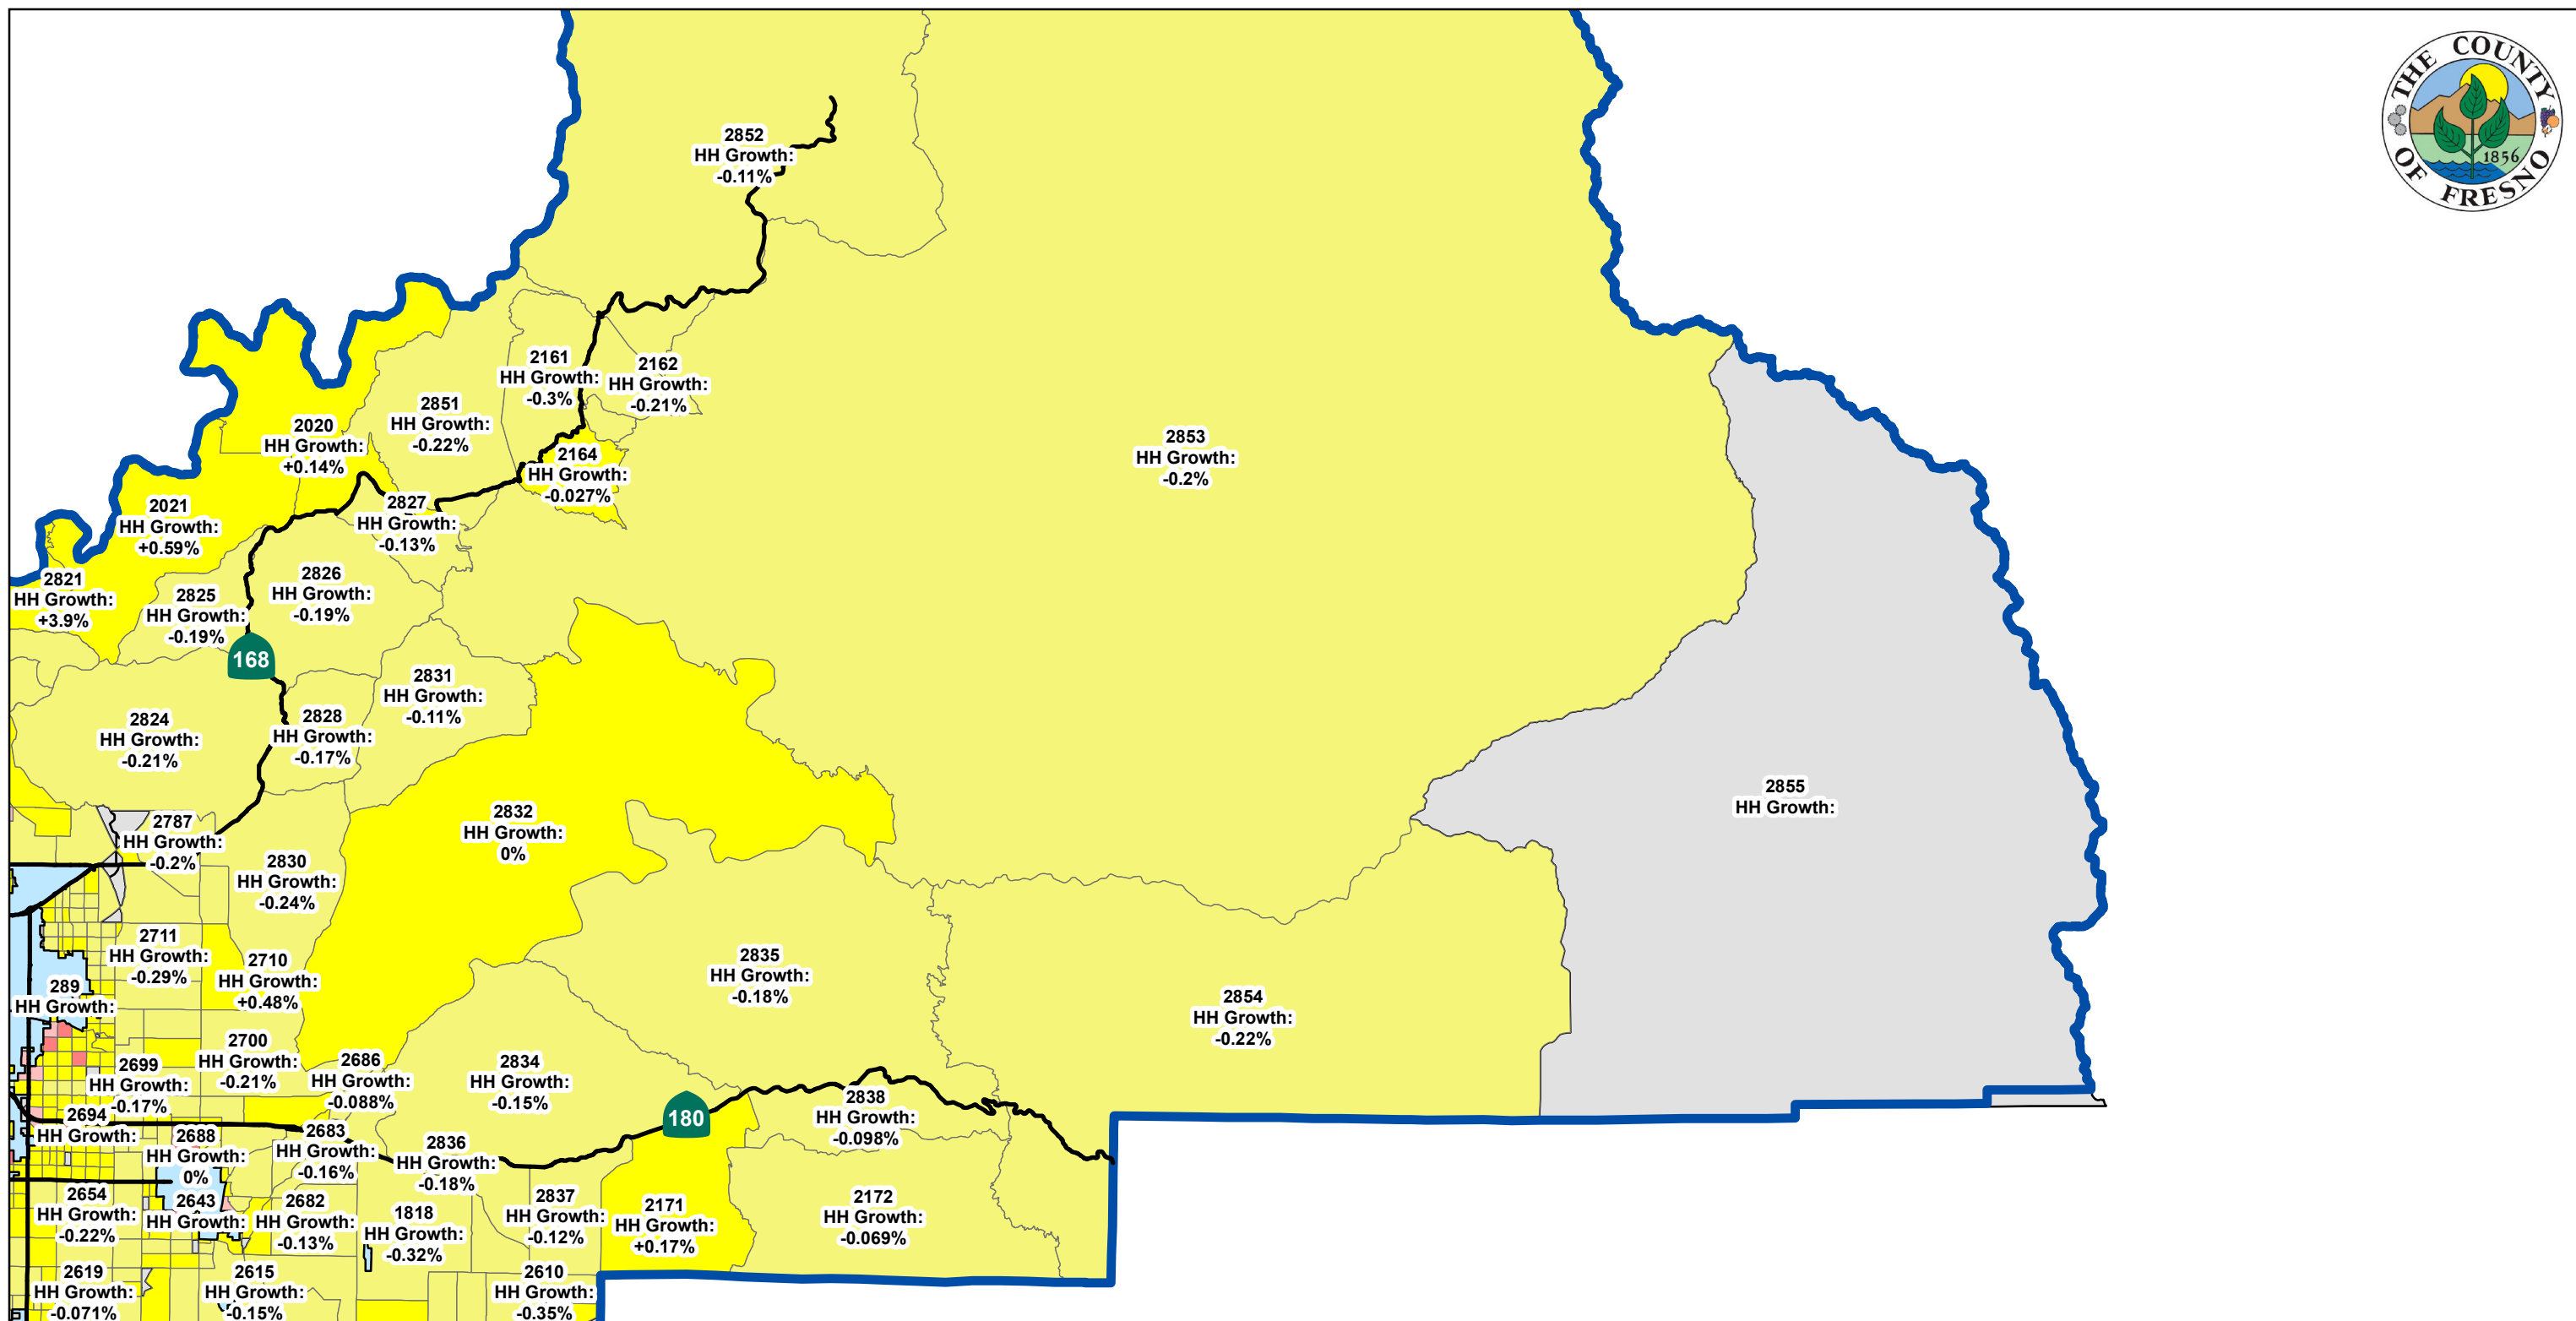 THE COUNTY
OF FRESNO
1856
2852
HH Growth:
-0.11%
2161
HH Growth:
-0.3%
2162
HH Growth:
-0.21%
2851
HH Growth:
-0.22%
2020
HH Growth:
+0.14%
2853
HH Growth:
-0.2%
2164
HH Growth:
-0.027%
2827
HH Growth:
-0.13%
2021
HH Growth:
+0.59%
2821
HH Growth:
+3.9%
2826
HH Growth:
-0.19%
2825
HH Growth:
-0.19%
168
2831
HH Growth:
-0.11%
2824
HH Growth:
-0.21%
2828
HH Growth:
-0.17%
2855
HH Growth:
2832
HH Growth:
0%
2787
HH Growth:
-0.2%
2830
HH Growth:
-0.24%
2711
HH Growth:
-0.29%
2710
HH Growth:
+0.48%
289
HH Growth:
2835
HH Growth:
-0.18%
2854
HH Growth:
-0.22%
2700
HH Growth:
-0.21%
2686
HH Growth:
-0.088%
2699
HH Growth:
-0.17%
2834
HH Growth:
-0.15%
180
2838
HH Growth:
-0.098%
2694
HH Growth:
2688
HH Growth:
0%
2683
HH Growth:
-0.16%
2836
HH Growth:
-0.18%
2654
HH Growth:
-0.22%
2643
HH Growth:
2682
HH Growth:
-0.13%
1818
HH Growth:
-0.32%
2837
HH Growth:
-0.12%
2171
HH Growth:
+0.17%
2172
HH Growth:
-0.069%
2619
HH Growth:
-0.071%
2615
HH Growth:
-0.15%
2610
HH Growth:
-0.35%